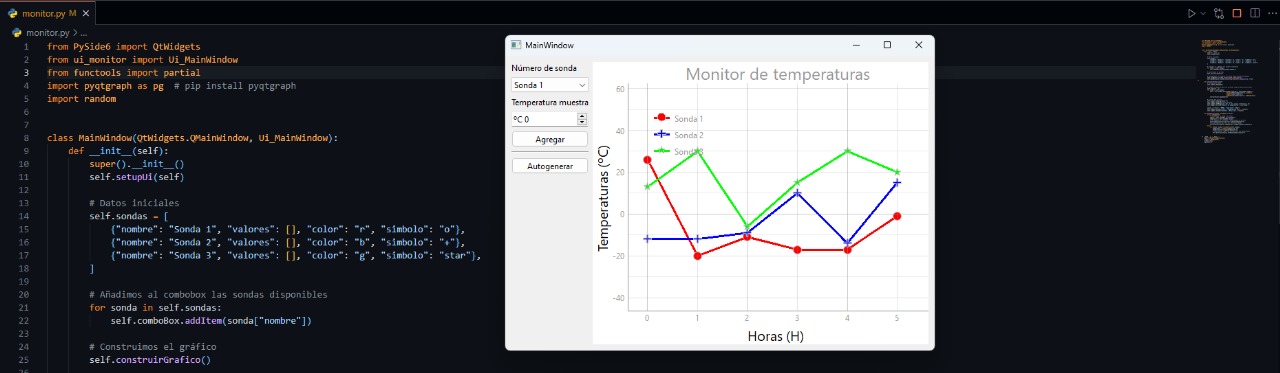 monitor.py M
monitor.py > ...
1 from PySide6 import QtWidgets
2 from ui_monitor import Ui_MainWindow
3 from functools import partial
4 import pyqtgraph as pg  # pip install pyqtgraph
5 import random
6
7
8 class MainWindow(QtWidgets.QMainWindow, Ui_MainWindow):
9 def __init__(self):
10 super().__init__()
11 self.setupUi(self)
12
13 # Datos iniciales
14 self.sondas = [
15 {"nombre": "Sonda 1", "valores": [], "color": "r", "simbolo": "o"},
16 {"nombre": "Sonda 2", "valores": [], "color": "b", "simbolo": "+"},
17 {"nombre": "Sonda 3", "valores": [], "color": "g", "simbolo": "star"},
18 ]
19
20 # Añadimos al combobox las sondas disponibles
21 for sonda in self.sondas:
22 self.comboBox.addItem(sonda["nombre"])
23
24 # Construimos el gráfico
25 self.construirGrafico()
MainWindow
Número de sonda
Sonda 1
Temperatura muestra
ºC 0
Agregar
Autogenerar
Monitor de temperaturas
Temperaturas (ºC)
60
40
20
0
-20
-40
Sonda 1
Sonda 2
Sonda 3
0 1 2 3 4 5
Horas (H)